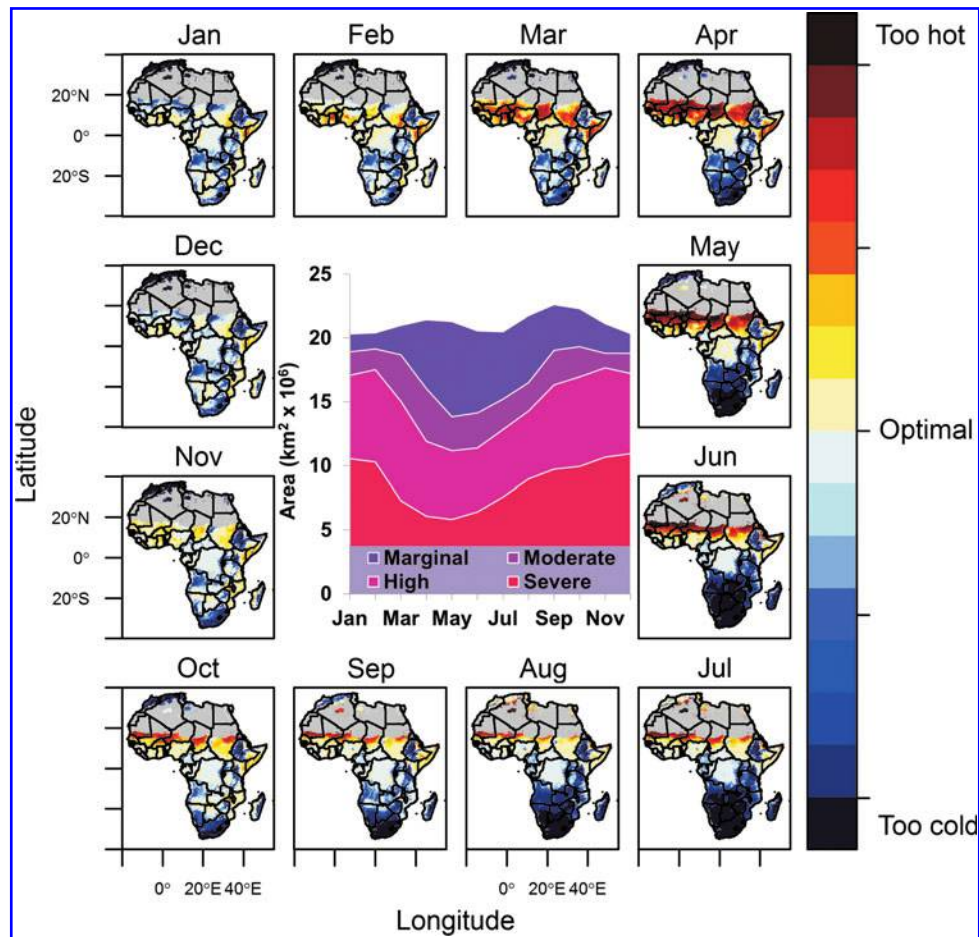 Jan Feb Mar Apr
Too hot
20°N
0°
20°S
Dec
May
Optimal
Area (km² x 10⁶)
25
20
15
10
5
0
Marginal Moderate
High Severe
Jan Mar May Jul Sep Nov
Latitude
Nov
Jun
20°N
0°
20°S
Oct Sep Aug Jul
Too cold
0° 20°E 40°E
0° 20°E 40°E
Longitude